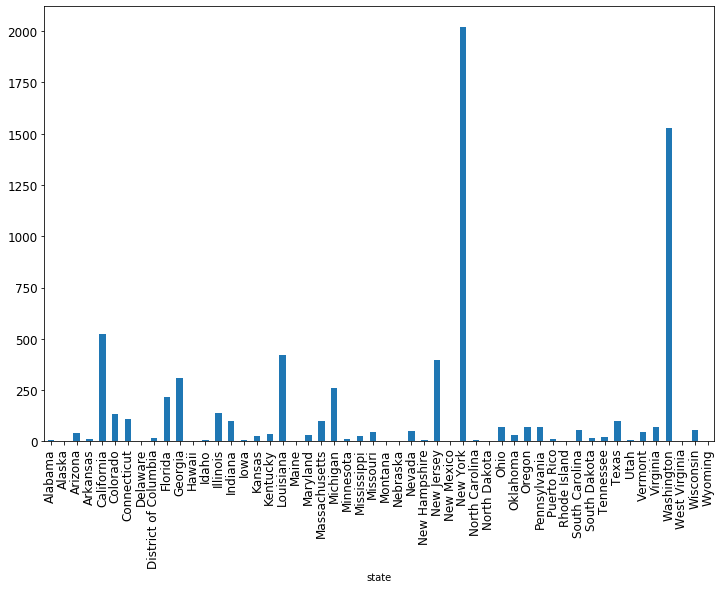 2000
1750
1500
1250
1000
750
500
250
0
Alabama
Alaska
Arizona
Arkansas
California
Colorado
Connecticut
Delaware
District of Columbia
Florida
Georgia
Hawaii
Idaho
Illinois
Indiana
Iowa
Kansas
Kentucky
Louisiana
Maine
Maryland
Massachusetts
Michigan
Minnesota
Mississippi
Missouri
Montana
Nebraska
Nevada
New Hampshire
New Jersey
New Mexico
New York
North Carolina
North Dakota
Ohio
Oklahoma
Oregon
Pennsylvania
Puerto Rico
Rhode Island
South Carolina
South Dakota
Tennessee
Texas
Utah
Vermont
Virginia
Washington
West Virginia
Wisconsin
Wyoming
state